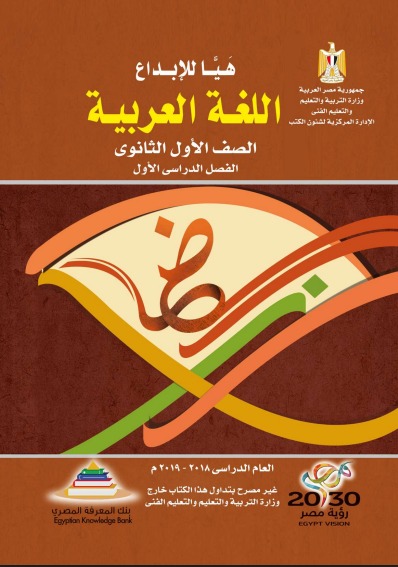 جمهورية مصر العربية
وزارة التربية والتعليم
والتعليم الفنى
الإدارة المركزية لشئون الكتب
هَيَّا للإبداع
اللغة العربية
الصف الأول الثانوى
الفصل الدراسى الأول
ض
العام الدراسى ٢٠١٨ - ٢٠١٩ م
غير مصرح بتداول هذا الكتاب خارج
وزارة التربية والتعليم والتعليم الفنى
2030
رؤية مصر
EGYPT VISION
بنك المعرفة المصري
Egyptian Knowledge Bank